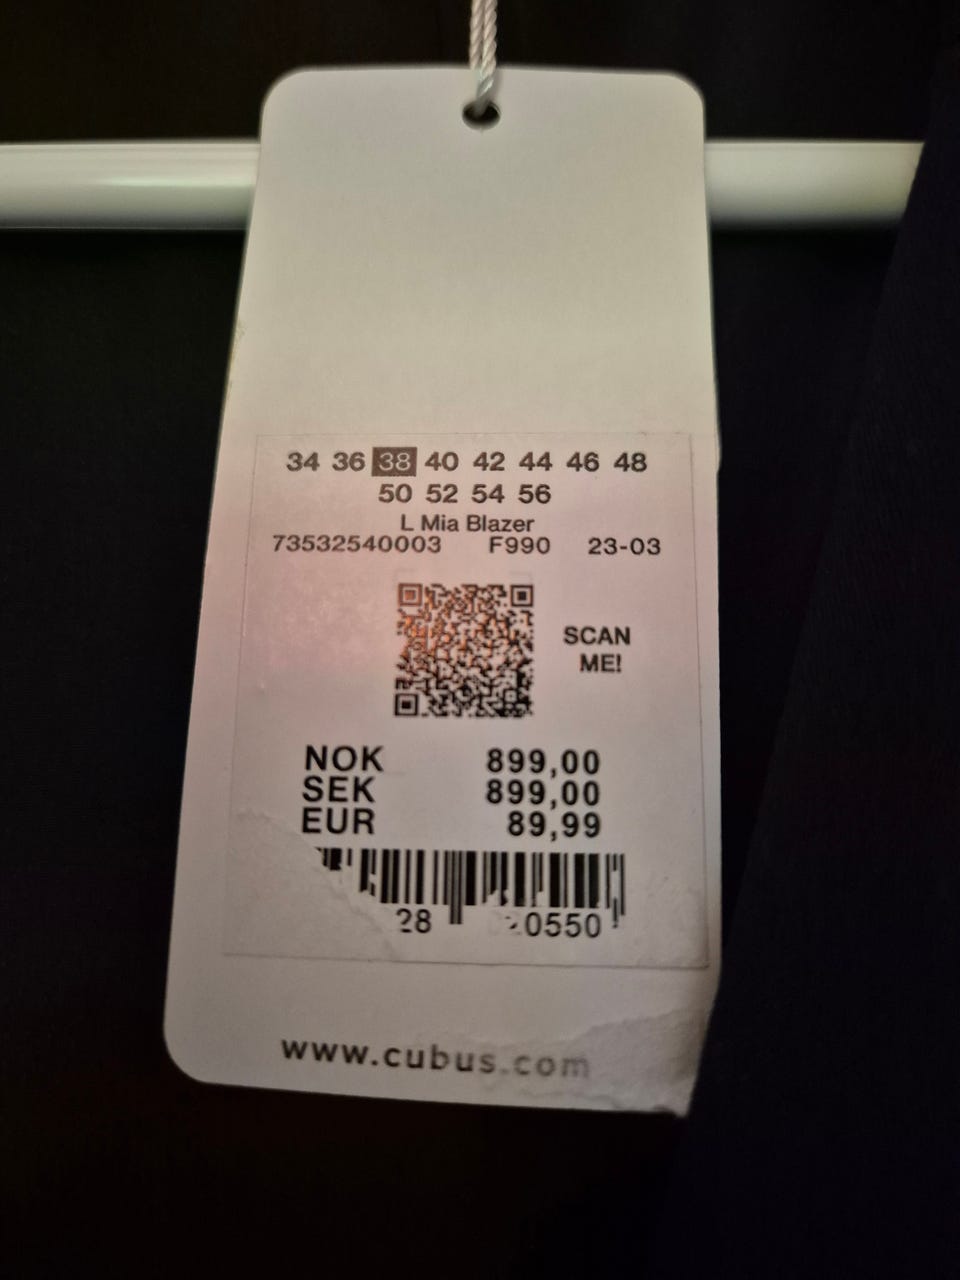 34 36 38 40 42 44 46 48
50 52 54 56
L Mia Blazer
73532540003 F990 23-03
SCAN
ME!
NOK 899,00
SEK 899,00
EUR 89,99
28 0550
www.cubus.com